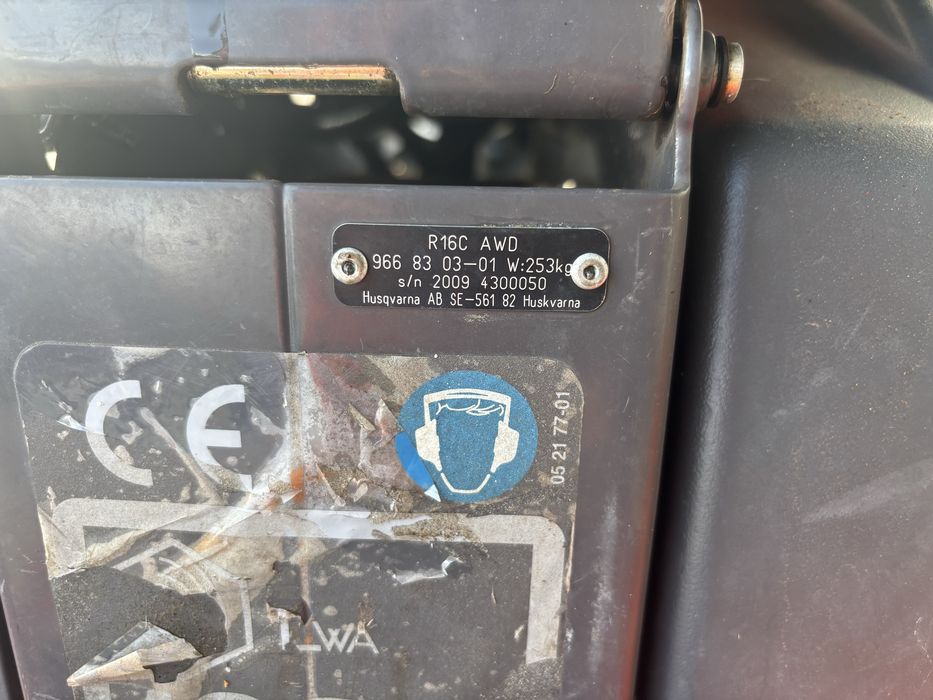 R16C AWD
966 83 03-01 W:253kg
s/n 2009 4300050
Husqvarna AB SE-561 82 Huskvarna
CE
05 21 77-01
LWA